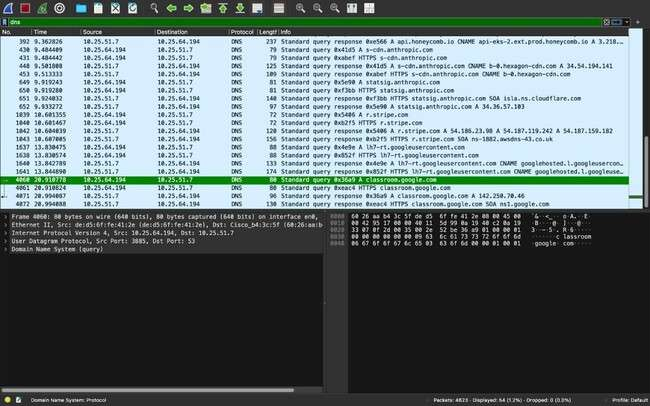 dns
No. Time Source Destination Protocol Length Info
392 9.362826 10.25.51.7 10.25.64.194 DNS 237 Standard query response 0xe566 A api.honeycomb.io CNAME api-eks-2.ext.prod.honeycomb.io A 3.218.…
430 9.484409 10.25.64.194 10.25.51.7 DNS 79 Standard query 0x41d5 A s-cdn.anthropic.com
431 9.484442 10.25.64.194 10.25.51.7 DNS 79 Standard query 0xabef HTTPS s-cdn.anthropic.com
448 9.501088 10.25.51.7 10.25.64.194 DNS 125 Standard query response 0x41d5 A s-cdn.anthropic.com CNAME b-0.hexagon-cdn.com A 34.54.194.141
453 9.513333 10.25.51.7 10.25.64.194 DNS 109 Standard query response 0xabef HTTPS s-cdn.anthropic.com CNAME b-0.hexagon-cdn.com
649 9.919243 10.25.64.194 10.25.51.7 DNS 80 Standard query 0x5e90 A statsig.anthropic.com
650 9.919280 10.25.64.194 10.25.51.7 DNS 80 Standard query 0xf3bb HTTPS statsig.anthropic.com
651 9.924032 10.25.51.7 10.25.64.194 DNS 140 Standard query response 0xf3bb HTTPS statsig.anthropic.com SOA isla.ns.cloudflare.com
652 9.933272 10.25.51.7 10.25.64.194 DNS 97 Standard query response 0x5e90 A statsig.anthropic.com A 34.36.57.103
1039 10.601355 10.25.64.194 10.25.51.7 DNS 72 Standard query 0x5406 A r.stripe.com
1040 10.601467 10.25.64.194 10.25.51.7 DNS 72 Standard query 0xb2f5 HTTPS r.stripe.com
1042 10.604039 10.25.51.7 10.25.64.194 DNS 120 Standard query response 0x5406 A r.stripe.com A 54.186.23.98 A 54.187.119.242 A 54.187.159.182
1043 10.607085 10.25.51.7 10.25.64.194 DNS 156 Standard query response 0xb2f5 HTTPS r.stripe.com SOA ns-1882.awsdns-43.co.uk
1637 13.830475 10.25.64.194 10.25.51.7 DNS 88 Standard query 0x4e9e A lh7-rt.googleusercontent.com
1638 13.830574 10.25.64.194 10.25.51.7 DNS 88 Standard query 0x852f HTTPS lh7-rt.googleusercontent.com
1640 13.842789 10.25.51.7 10.25.64.194 DNS 133 Standard query response 0x4e9e A lh7-rt.googleusercontent.com CNAME googlehosted.l.googleusercon…
1641 13.844890 10.25.51.7 10.25.64.194 DNS 174 Standard query response 0x852f HTTPS lh7-rt.googleusercontent.com CNAME googlehosted.l.googleuser…
4060 20.910778 10.25.64.194 10.25.51.7 DNS 80 Standard query 0x36a9 A classroom.google.com
4061 20.910824 10.25.64.194 10.25.51.7 DNS 80 Standard query 0xeac4 HTTPS classroom.google.com
4071 20.994087 10.25.51.7 10.25.64.194 DNS 96 Standard query response 0x36a9 A classroom.google.com A 142.250.70.46
4072 20.994088 10.25.51.7 10.25.64.194 DNS 130 Standard query response 0xeac4 HTTPS classroom.google.com SOA ns1.google.com
Frame 4060: 80 bytes on wire (640 bits), 80 bytes captured (640 bits) on interface en0,
Ethernet II, Src: de:d5:6f:fe:41:2e (de:d5:6f:fe:41:2e), Dst: Cisco_b4:3c:5f (60:26:aa:b
Internet Protocol Version 4, Src: 10.25.64.194, Dst: 10.25.51.7
User Datagram Protocol, Src Port: 3885, Dst Port: 53
Domain Name System (query)
0000 60 26 aa b4 3c 5f de d5 6f fe 41 2e 08 00 45 00
0010 00 42 95 17 00 00 40 11 5d 99 0a 19 40 c2 0a 19
0020 33 07 0f 2d 00 35 00 2e 52 be 36 a9 01 00 00 01
0030 00 00 00 00 00 00 09 63 6c 61 73 73 72 6f 6f 6d
0040 06 67 6f 6f 67 6c 65 03 63 6f 6d 00 00 01 00 01
Domain Name System: Protocol
Packets: 4623 · Displayed: 54 (1.2%) · Dropped: 0 (0.0%)
Profile: Default